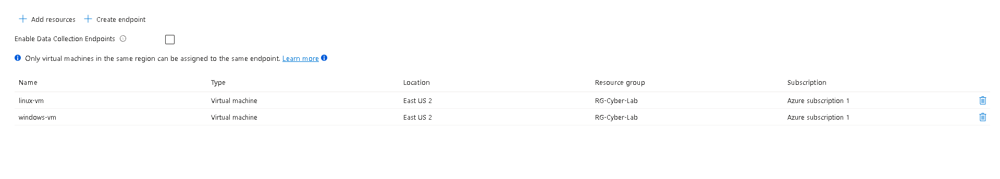 Add resources Create endpoint
Enable Data Collection Endpoints
Only virtual machines in the same region can be assigned to the same endpoint. Learn more
Name Type Location Resource group Subscription
linux-vm Virtual machine East US 2 RG-Cyber-Lab Azure subscription 1
windows-vm Virtual machine East US 2 RG-Cyber-Lab Azure subscription 1